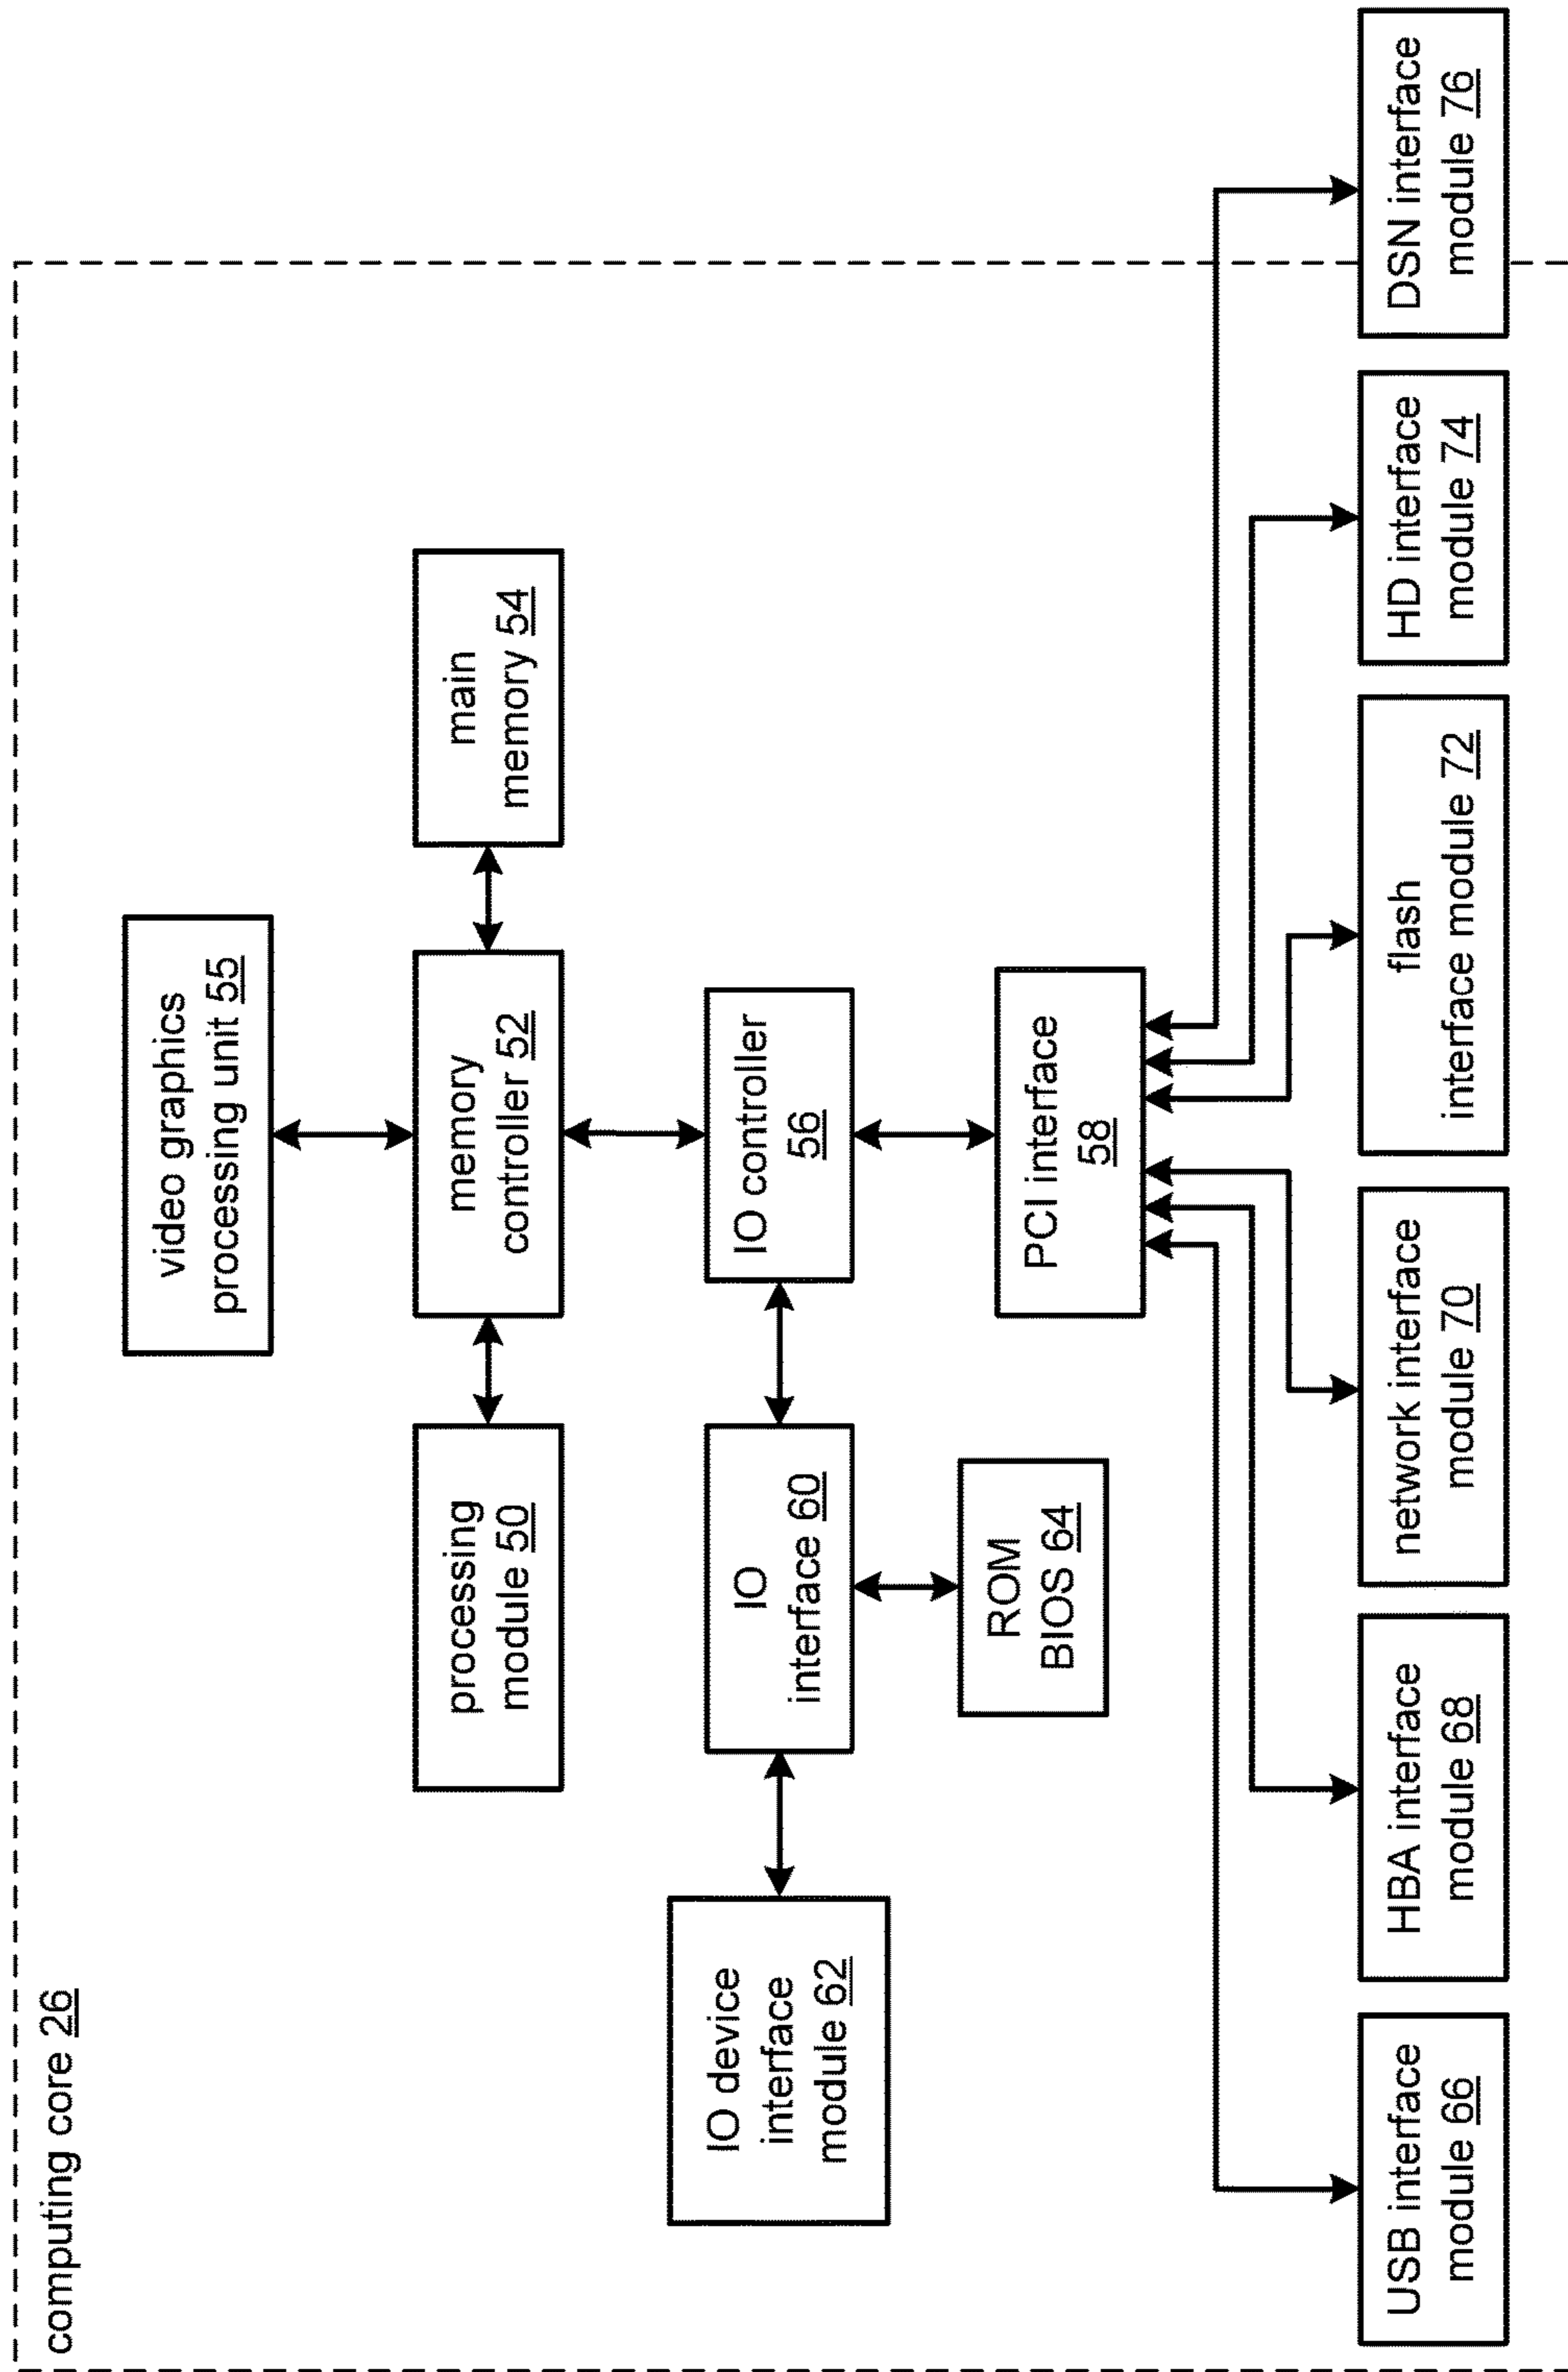 computing core 26
video graphics
processing unit 55
processing
module 50
memory
controller 52
main
memory 54
IO device
interface
module 62
IO
interface 60
IO controller
56
ROM
BIOS 64
PCI interface
58
USB interface
module 66
HBA interface
module 68
network interface
module 70
flash
interface module 72
HD interface
module 74
DSN interface
module 76